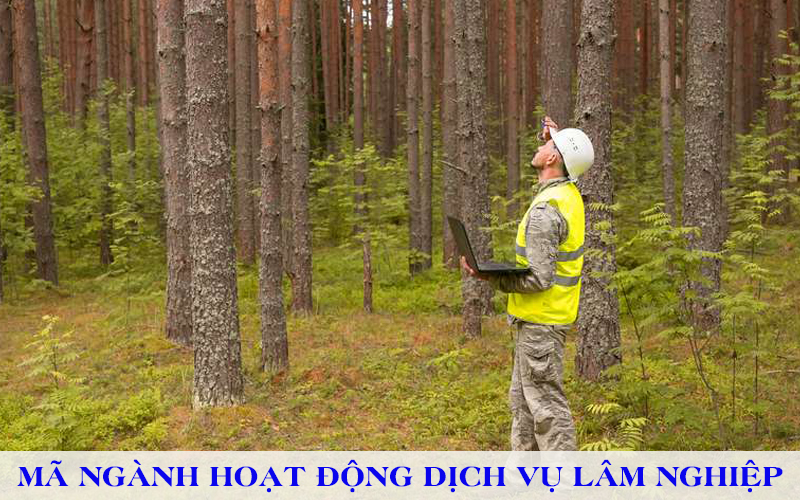 MÃ NGÀNH HOẠT ĐỘNG DỊCH VỤ LÂM NGHIỆP